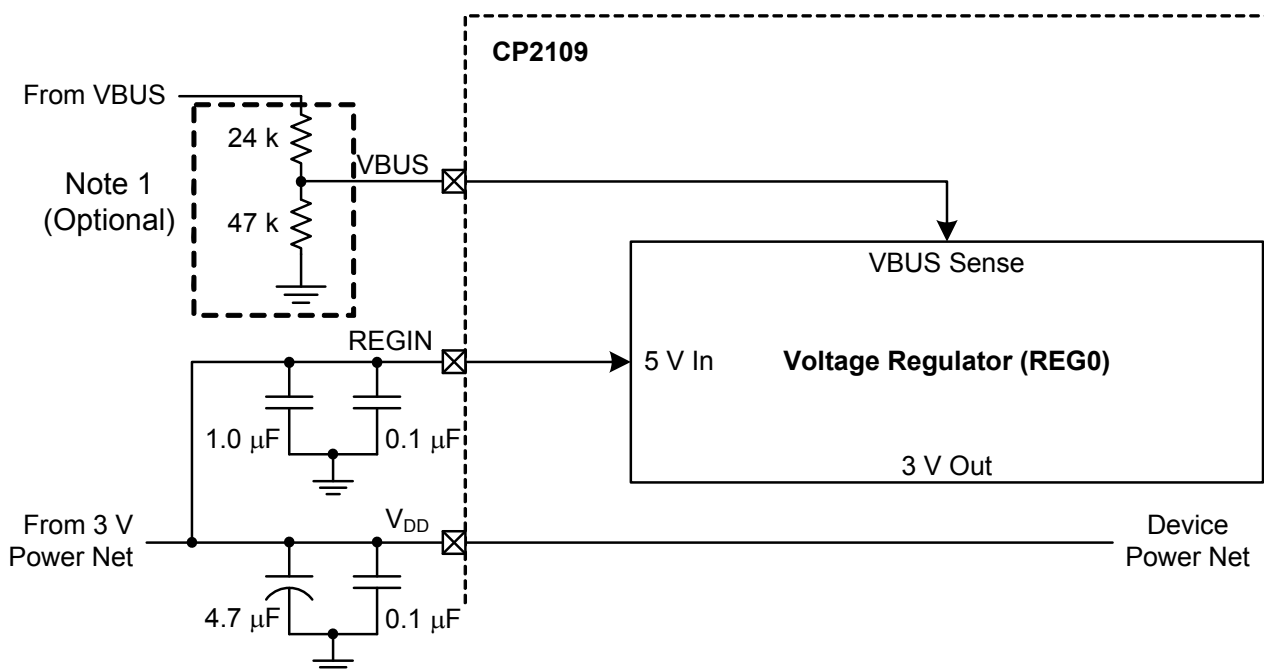 CP2109
From VBUS
24 k
VBUS
Note 1
(Optional)
47 k
VBUS Sense
REGIN
5 V In
Voltage Regulator (REG0)
1.0 μF
0.1 μF
3 V Out
From 3 V
Power Net
VDD
Device
Power Net
4.7 μF
0.1 μF